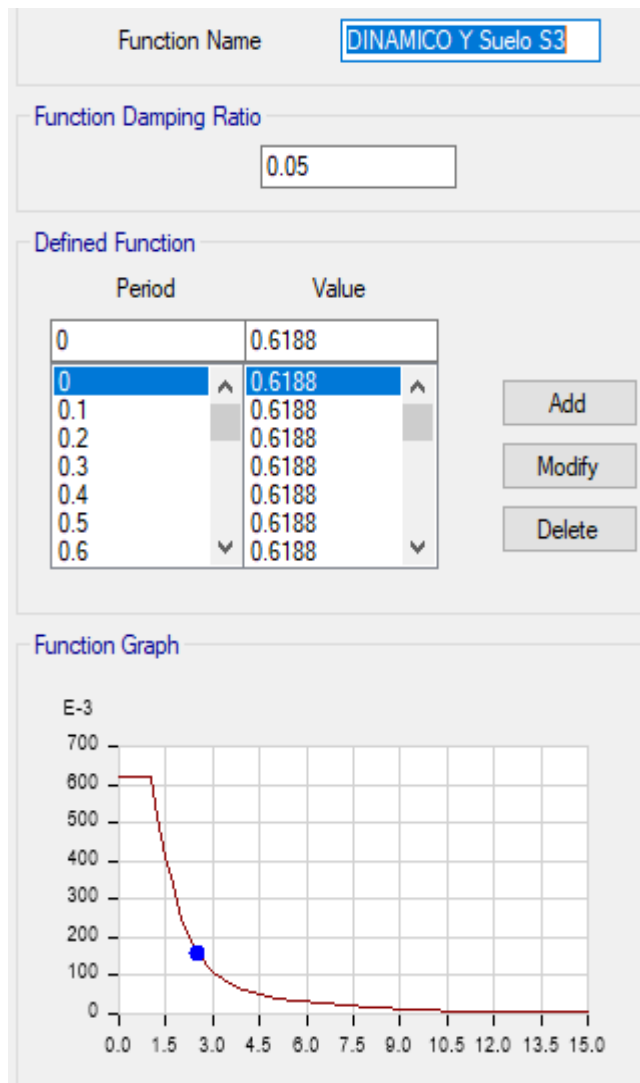 Function Name DINAMICO Y Suelo S3
Function Damping Ratio
0.05
Defined Function
Period Value
0 0.6188
0 0.6188
0.1 0.6188
0.2 0.6188
0.3 0.6188
0.4 0.6188
0.5 0.6188
0.6 0.6188
Add
Modify
Delete
Function Graph
E-3
700
600
500
400
300
200
100
0
0.0 1.5 3.0 4.5 6.0 7.5 9.0 10.5 12.0 13.5 15.0